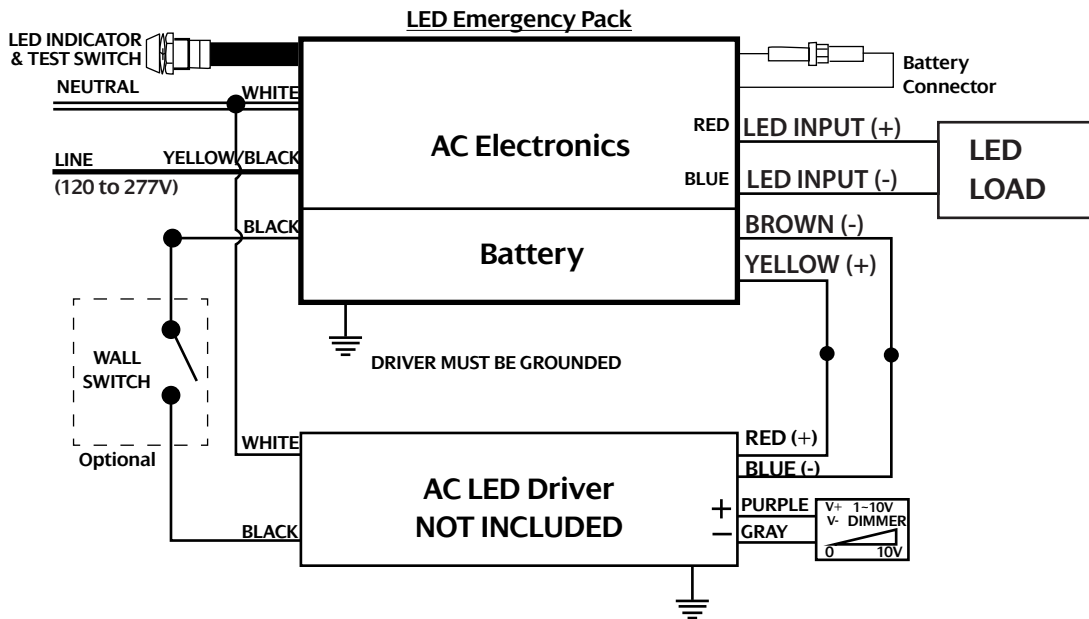 LED Emergency Pack
LED INDICATOR
& TEST SWITCH
NEUTRAL
WHITE
LINE
YELLOW/BLACK
(120 to 277V)
BLACK
AC Electronics
Battery
Battery
Connector
RED
LED INPUT (+)
BLUE
LED INPUT (-)
LED
LOAD
BROWN (-)
YELLOW (+)
WALL
SWITCH
Optional
DRIVER MUST BE GROUNDED
WHITE
BLACK
AC LED Driver
NOT INCLUDED
RED (+)
BLUE (-)
+ PURPLE
− GRAY
V+ 1~10V
V- DIMMER
0 10V